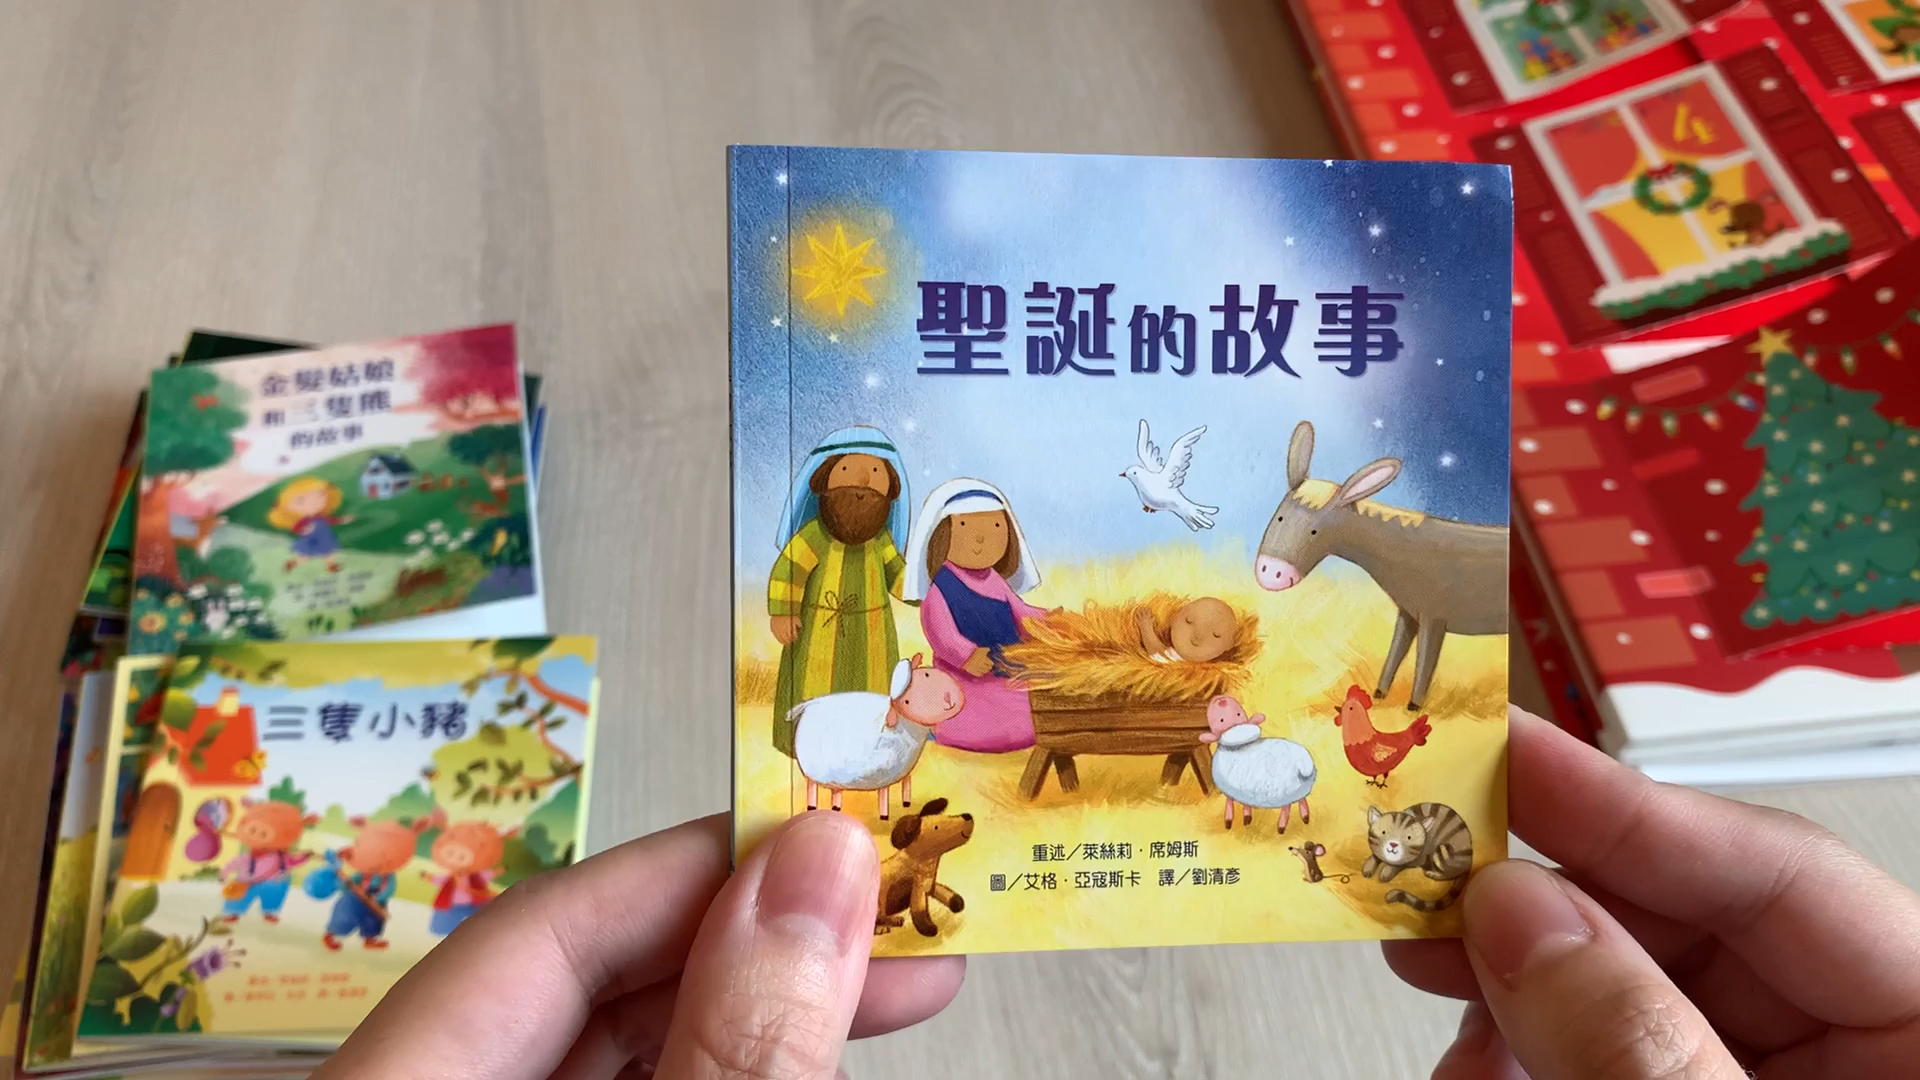 聖誕的故事
重述／萊絲莉・席姆斯
圖／艾格・亞寇斯卡 譯／劉清彥
金髮姑娘
和三隻熊
的故事
三隻小豬